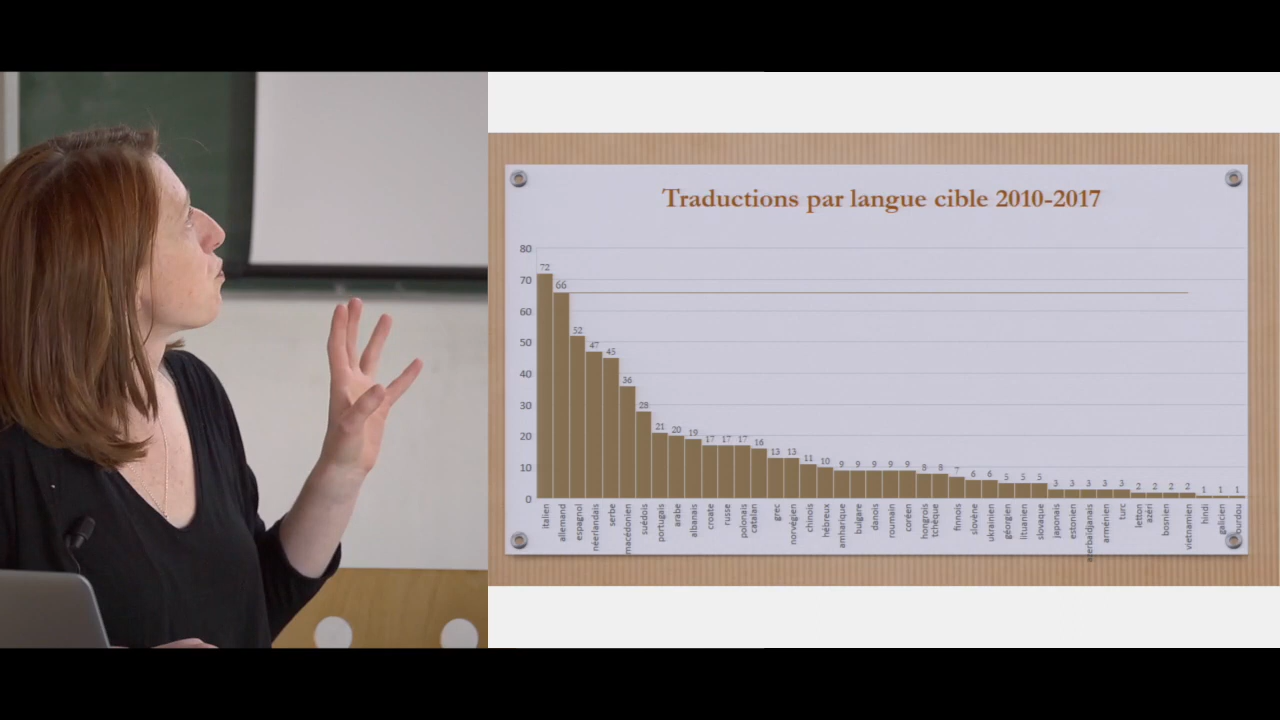 Traductions par langue cible 2010-2017
80
70
60
50
40
30
20
10
0
72
66
52
47
45
36
28
21
20
19
17
17
17
16
13
13
11
10
9
9
9
9
9
8
8
7
6
6
5
5
5
3
3
3
3
3
2
2
2
2
1
1
1
italien
allemand
espagnol
néerlandais
serbe
macédonien
suédois
portugais
arabe
albanais
croate
russe
polonais
catalan
grec
norvégien
chinois
hébreux
amharique
bulgare
danois
roumain
coréen
hongrois
tchèque
finnois
slovène
ukrainien
géorgien
lituanien
slovaque
japonais
estonien
azerbaïdjanais
arménien
turc
letton
azéri
bosnien
vietnamien
hindi
galicien
ourdou